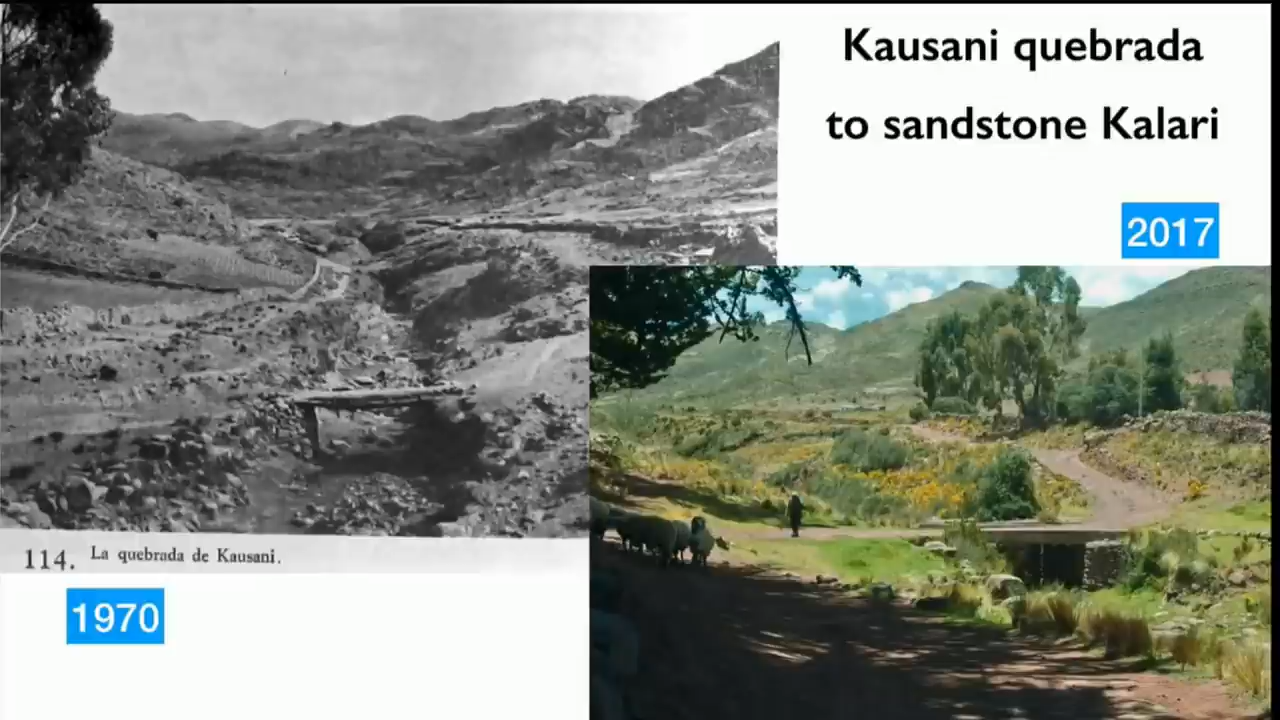 Kausani quebrada
to sandstone Kalari
2017
114. La quebrada de Kausani.
1970